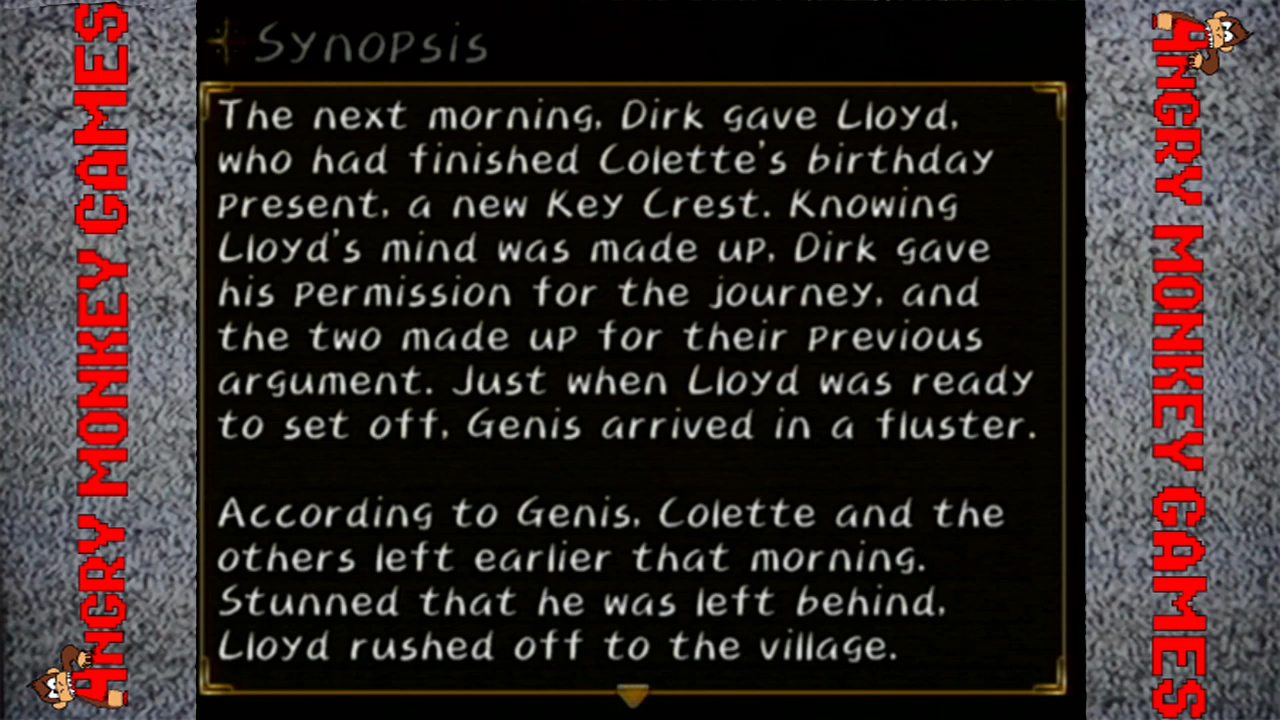 Synopsis
The next morning, Dirk gave Lloyd,
who had finished Colette's birthday
present, a new Key Crest. Knowing
Lloyd's mind was made up, Dirk gave
his permission for the journey, and
the two made up for their previous
argument. Just when Lloyd was ready
to set off, Genis arrived in a fluster.
According to Genis, Colette and the
others left earlier that morning.
Stunned that he was left behind,
Lloyd rushed off to the village.
ANGRY MONKEY GAMES
ANGRY MONKEY GAMES